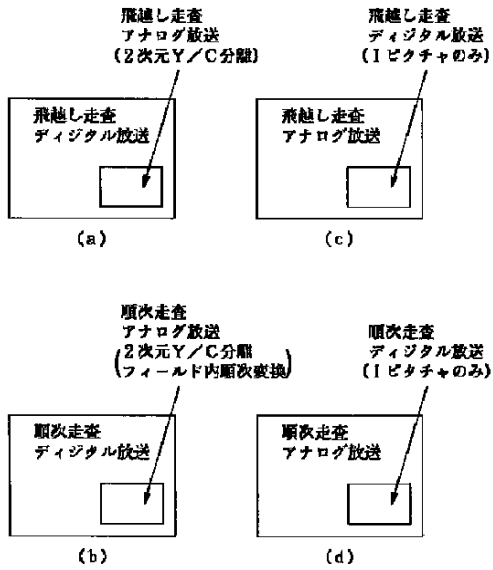 飛越し走査
アナログ放送
(2次元Y/C分離)
飛越し走査
ディジタル放送
(a)
飛越し走査
ディジタル放送
(Iピクチャのみ)
飛越し走査
アナログ放送
(c)
順次走査
アナログ放送
(2次元Y/C分離
フィールド内順次変換)
順次走査
ディジタル放送
(b)
順次走査
ディジタル放送
(Iピクチャのみ)
順次走査
アナログ放送
(d)